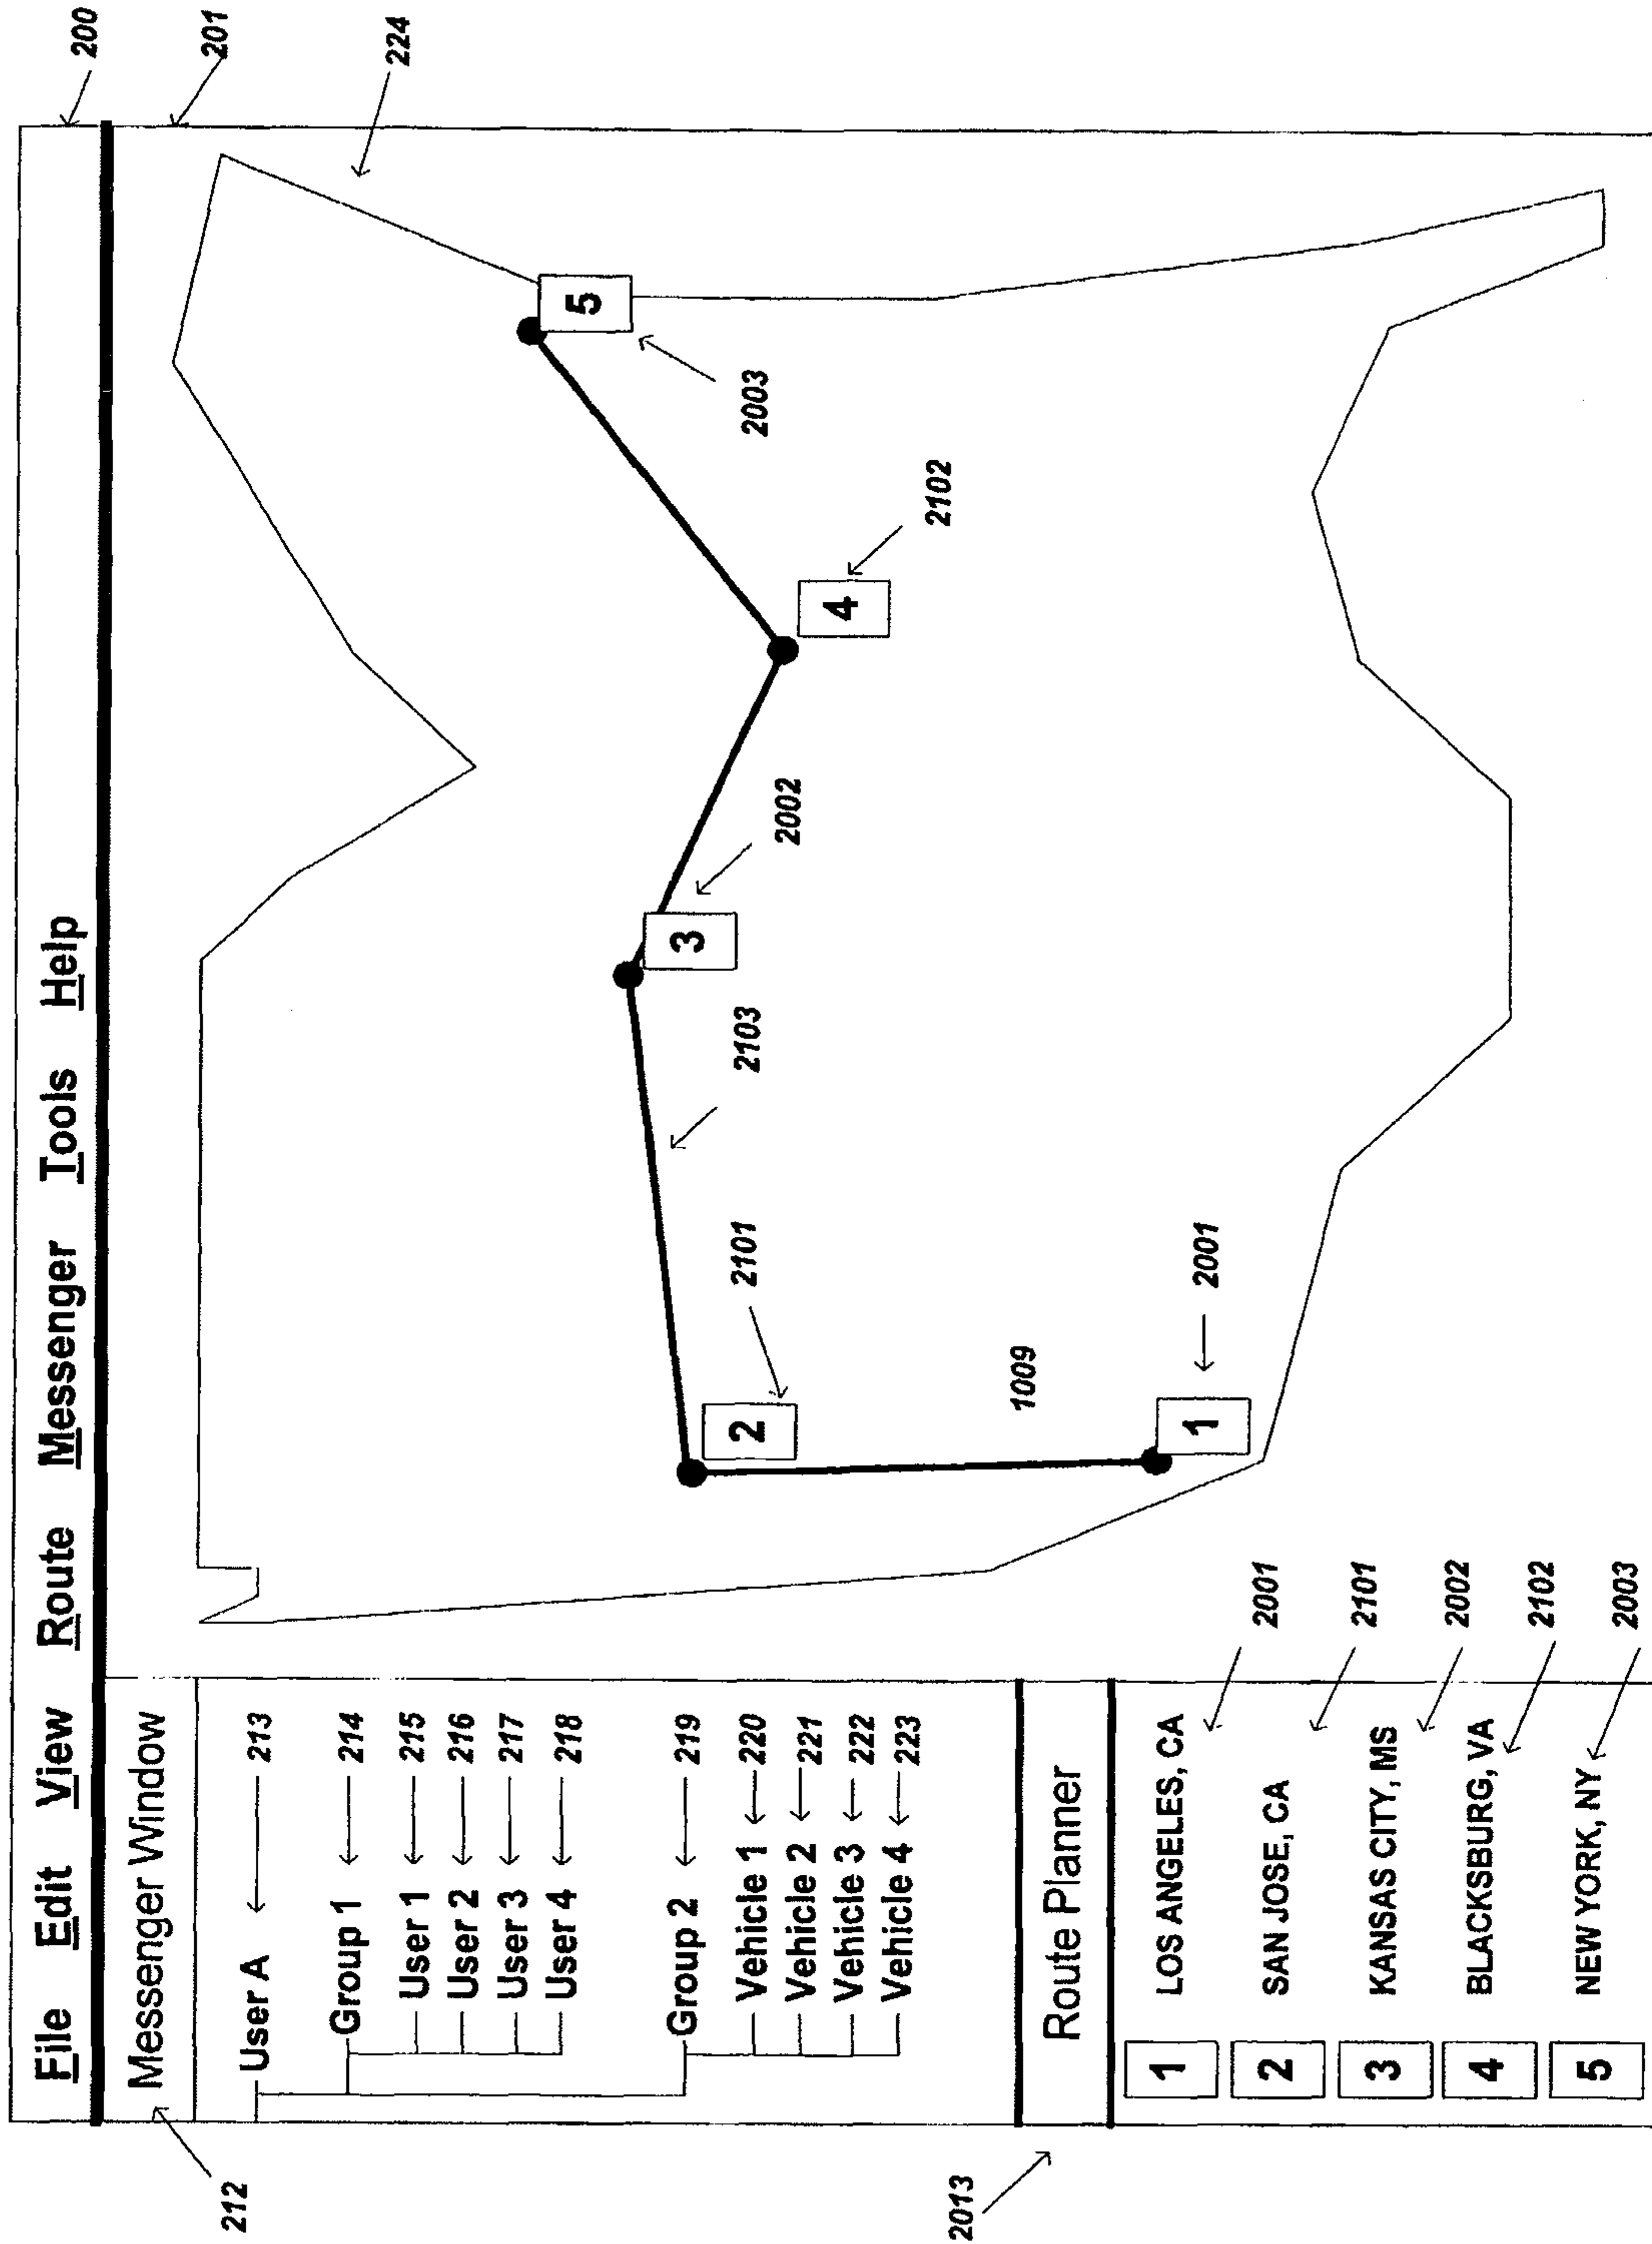 File Edit View Route Messenger Tools Help
200
201
224
212
Messenger Window
User A 213
Group 1 214
User 1 215
User 2 216
User 3 217
User 4 218
Group 2 219
Vehicle 1 220
Vehicle 2 221
Vehicle 3 222
Vehicle 4 223
2013
Route Planner
1 LOS ANGELES, CA 2001
2 SAN JOSE, CA 2101
3 KANSAS CITY, MS 2002
4 BLACKSBURG, VA 2102
5 NEW YORK, NY 2003
5
2003
4
2102
3
2002
2103
2
2101
1009
1
2001